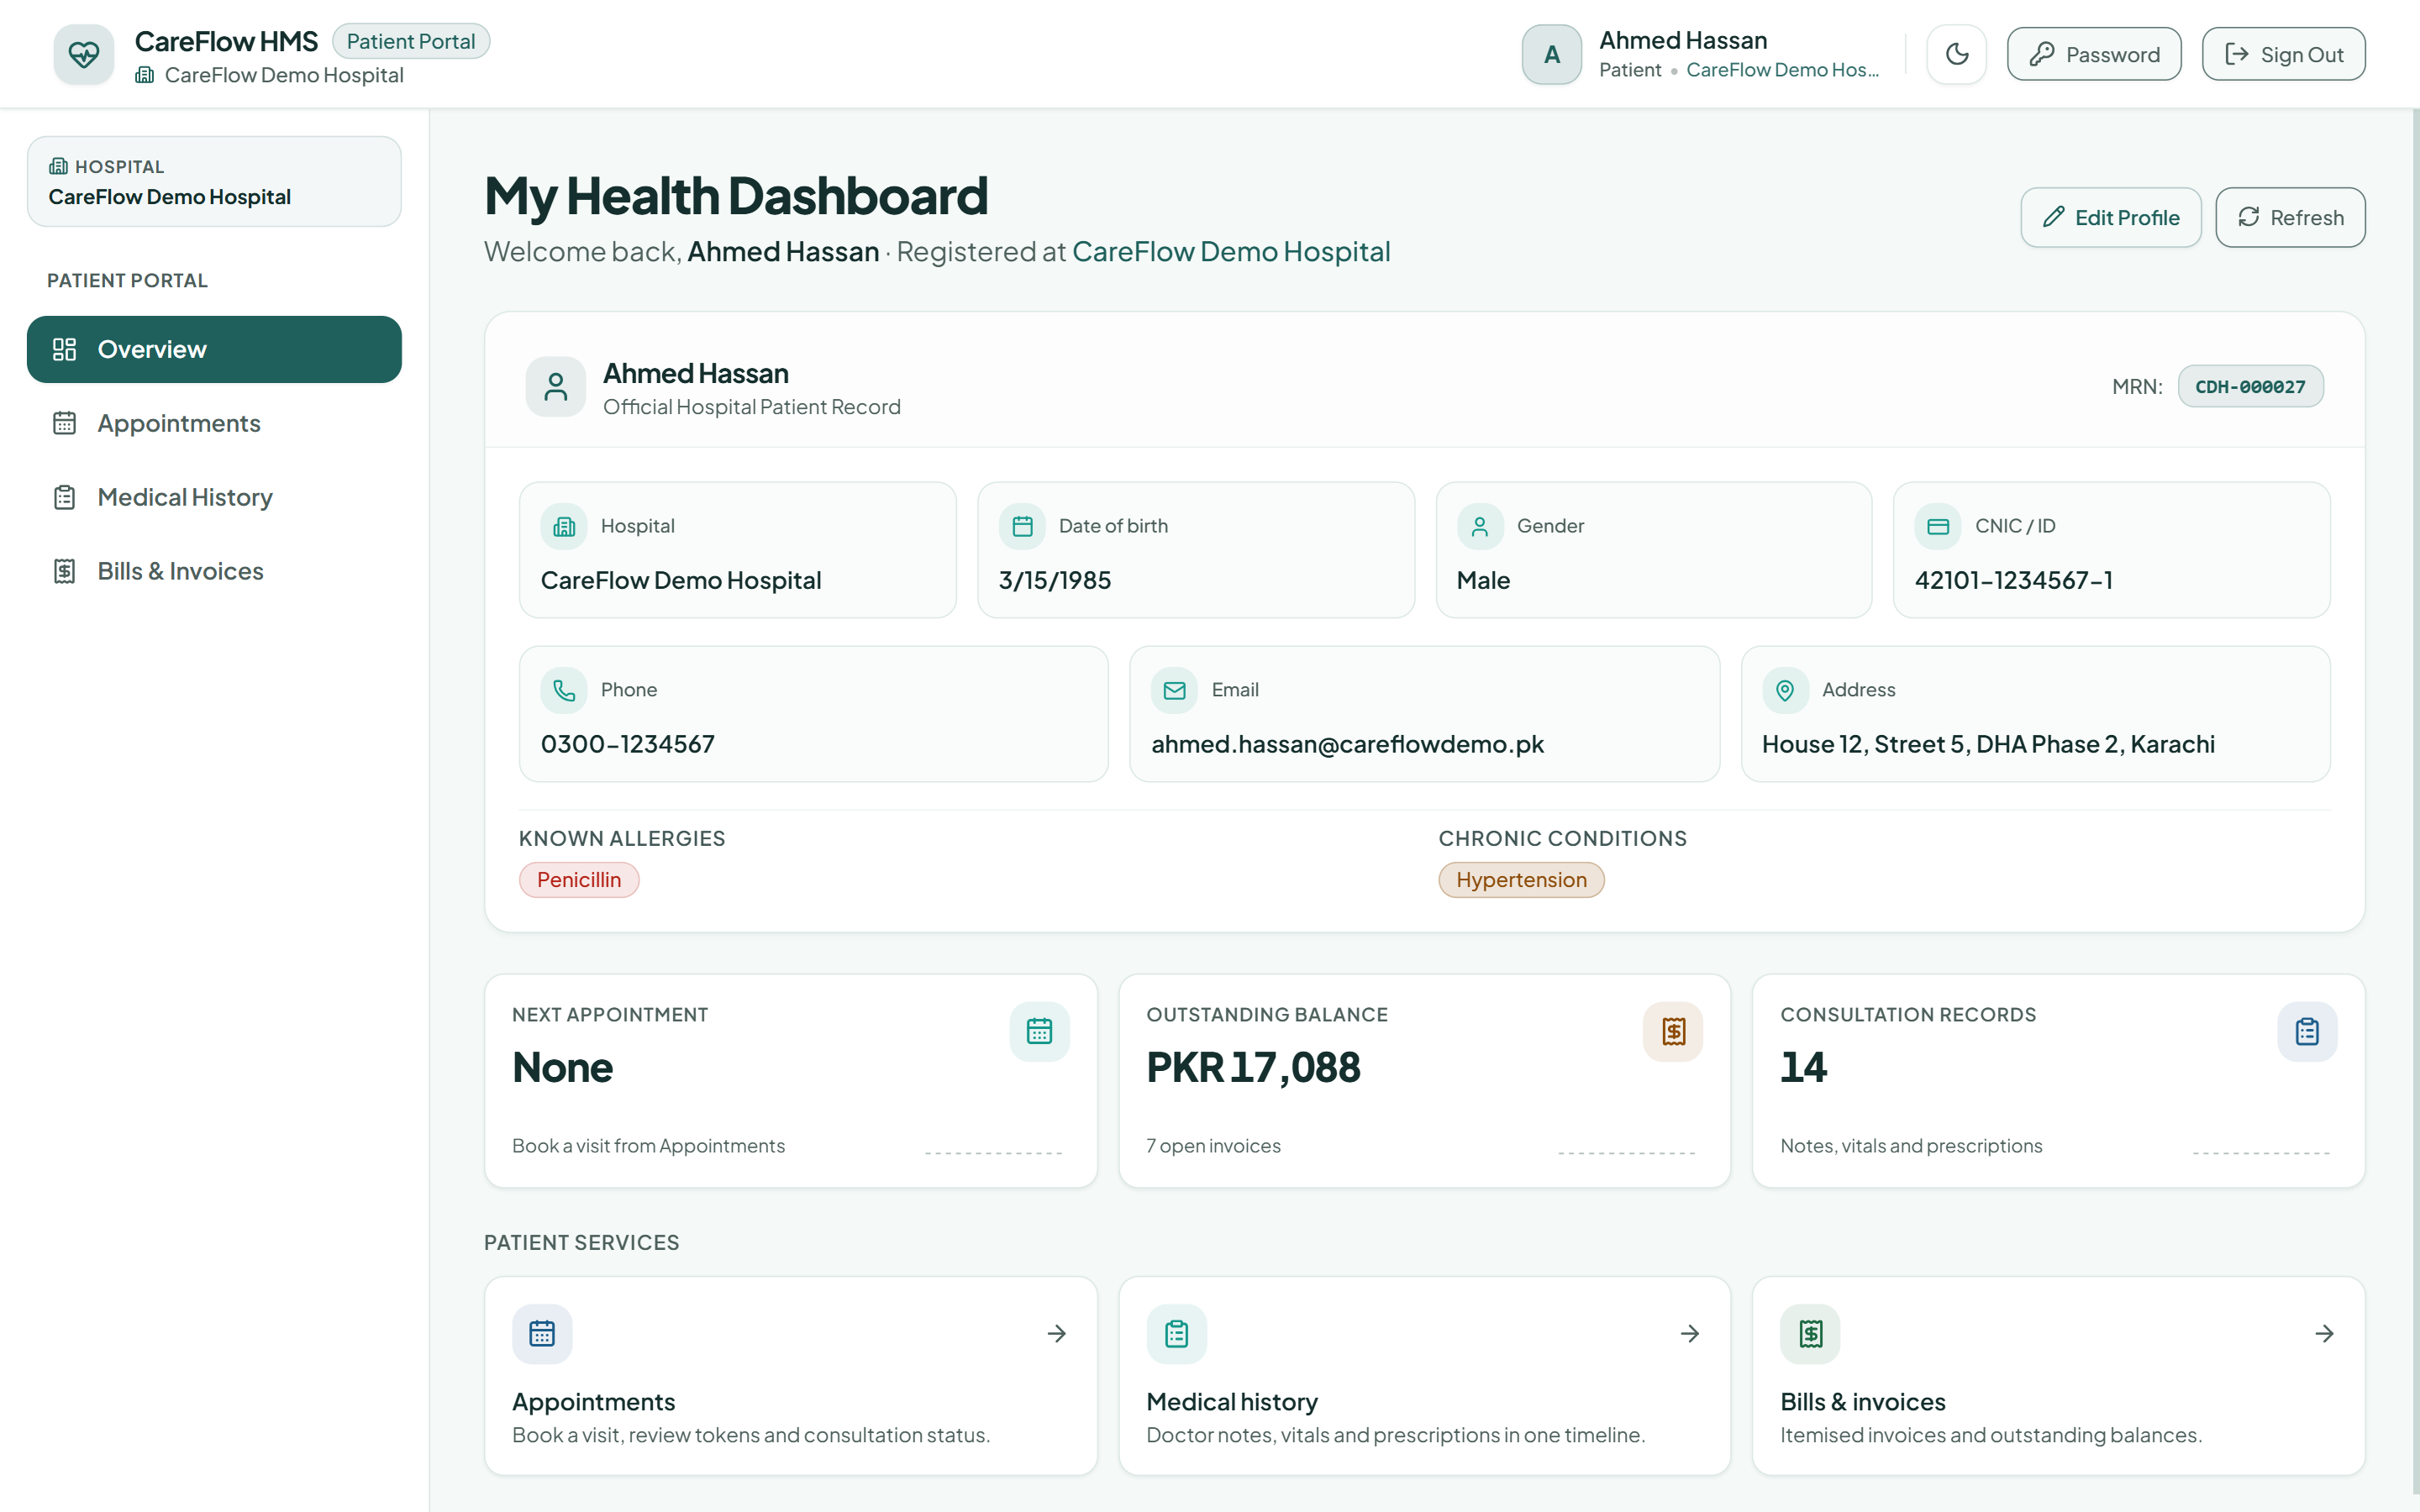 CareFlow HMS Patient Portal
CareFlow Demo Hospital
A
Ahmed Hassan
Patient • CareFlow Demo Hos...
Password
Sign Out
HOSPITAL
CareFlow Demo Hospital
PATIENT PORTAL
Overview
Appointments
Medical History
Bills & Invoices
My Health Dashboard
Welcome back, Ahmed Hassan · Registered at CareFlow Demo Hospital
Edit Profile
Refresh
Ahmed Hassan
Official Hospital Patient Record
MRN: CDH-000027
Hospital
CareFlow Demo Hospital
Date of birth
3/15/1985
Gender
Male
CNIC / ID
42101-1234567-1
Phone
0300-1234567
Email
ahmed.hassan@careflowdemo.pk
Address
House 12, Street 5, DHA Phase 2, Karachi
KNOWN ALLERGIES
Penicillin
CHRONIC CONDITIONS
Hypertension
NEXT APPOINTMENT
None
Book a visit from Appointments
OUTSTANDING BALANCE
PKR 17,088
7 open invoices
CONSULTATION RECORDS
14
Notes, vitals and prescriptions
PATIENT SERVICES
Appointments
Book a visit, review tokens and consultation status.
Medical history
Doctor notes, vitals and prescriptions in one timeline.
Bills & invoices
Itemised invoices and outstanding balances.